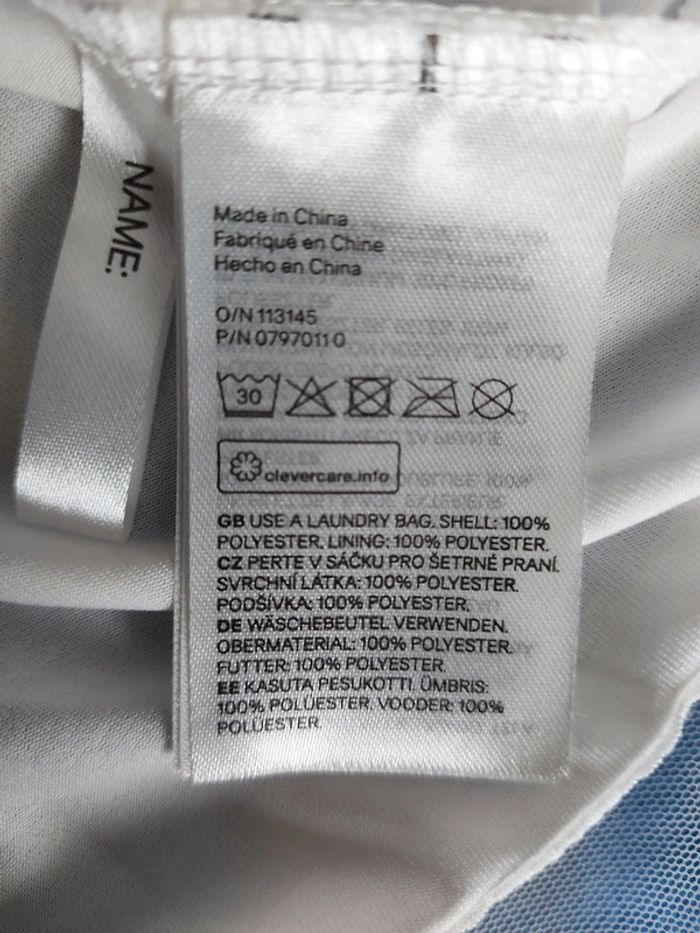 NAME:
Made in China
Fabriqué en Chine
Hecho en China
O/N 113145
P/N 0797011 0
30
clevercare.info
GB USE A LAUNDRY BAG. SHELL: 100%
POLYESTER. LINING: 100% POLYESTER.
CZ PERTE V SÁČKU PRO ŠETRNÉ PRANÍ.
SVRCHNÍ LÁTKA: 100% POLYESTER.
PODŠÍVKA: 100% POLYESTER.
DE WÄSCHEBEUTEL VERWENDEN.
OBERMATERIAL: 100% POLYESTER.
FUTTER: 100% POLYESTER.
EE KASUTA PESUKOTTI. ÜMBRIS:
100% POLÜESTER. VOODER: 100%
POLÜESTER.